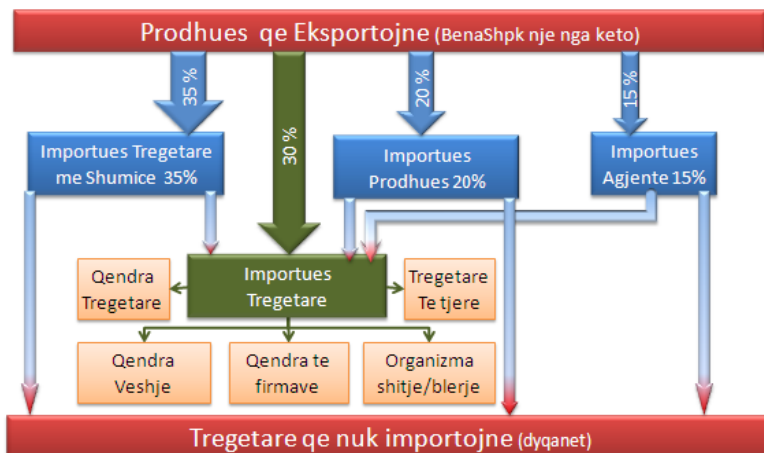 Prodhues qe Eksportojne (BenaShpk nje nga keto)
35 %
30 %
20 %
15 %
Importues Tregetare
me Shumice 35%
Importues
Prodhues 20%
Importues
Agjente 15%
Qendra
Tregetare
Importues
Tregetare
Tregetare
Te tjere
Qendra
Veshje
Qendra te
firmave
Organizma
shitje/blerje
Tregetare qe nuk importojne (dyqanet)